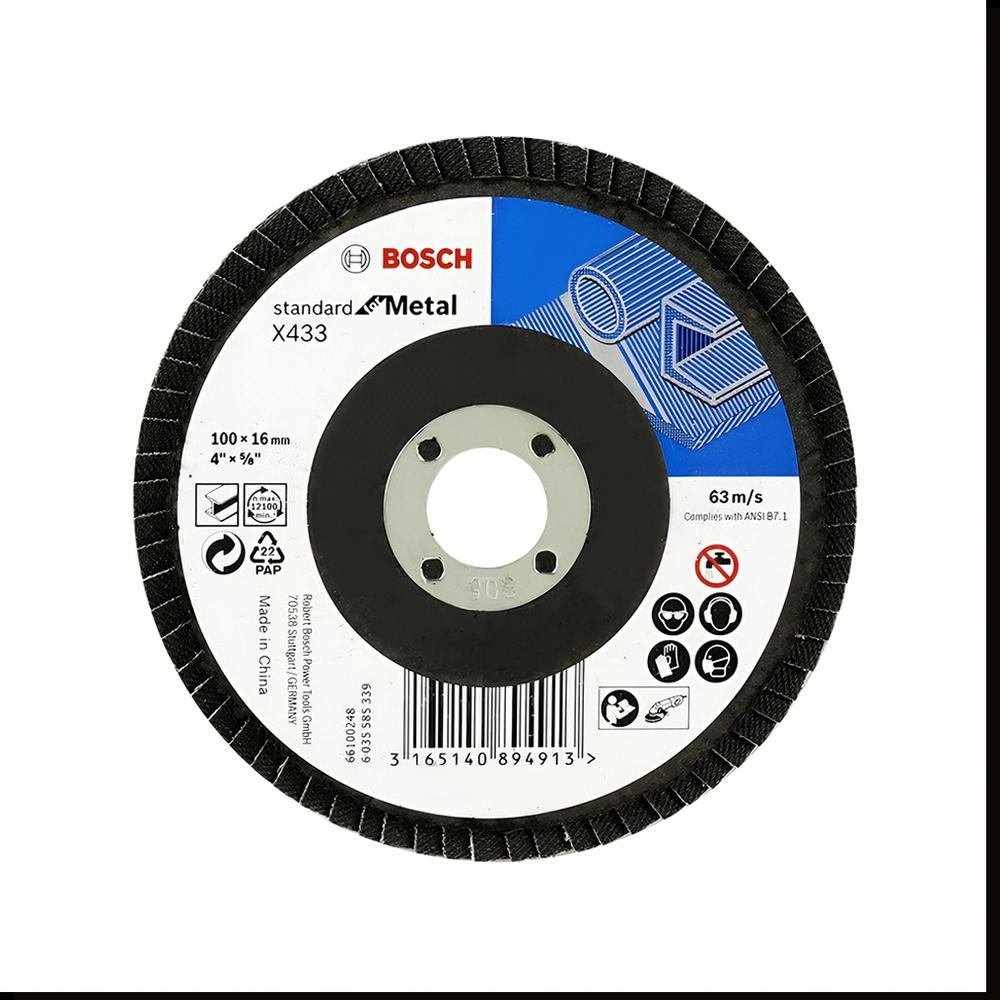 BOSCH
standard for Metal
X433
100 × 16 mm
4" × 5/8"
n max.
12100
min.
22
PAP
63 m/s
Complies with ANSI B7.1
Made in China
Robert Bosch Power Tools GmbH
70538 Stuttgart / GERMANY
66100248
6 035 585 339
3 165140 894913 >